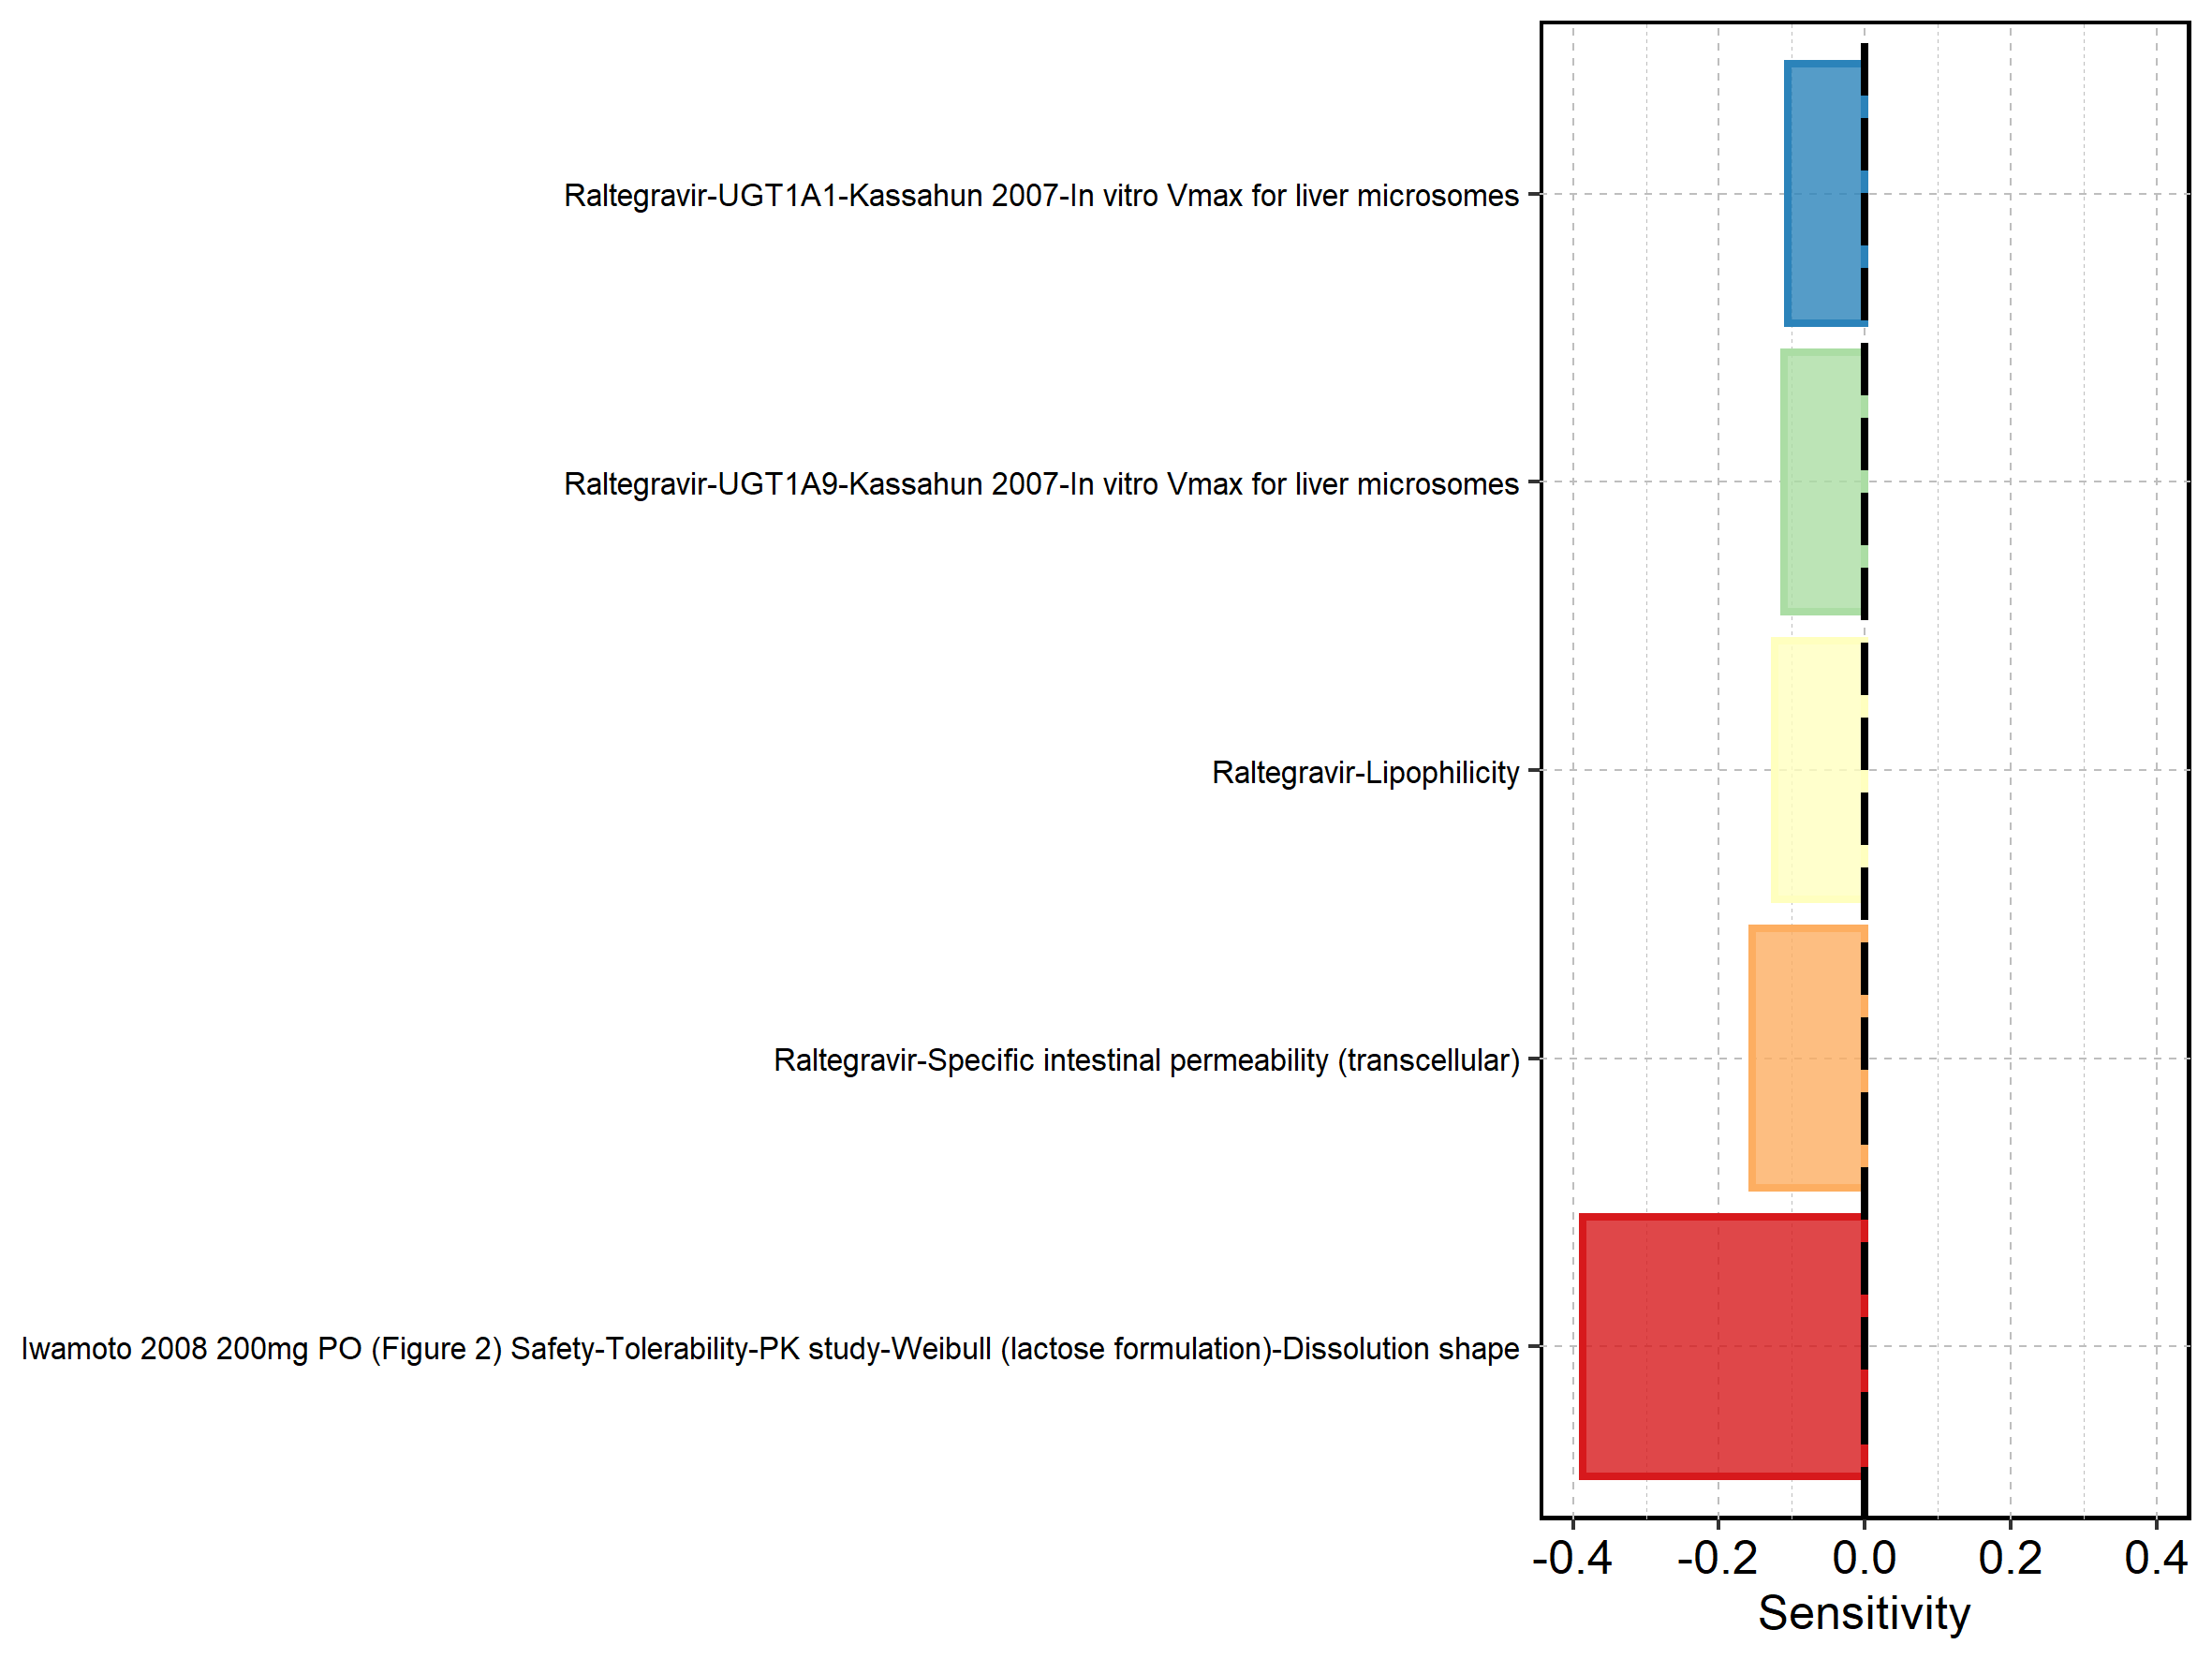 Raltegravir-UGT1A1-Kassahun 2007-In vitro Vmax for liver microsomes
Raltegravir-UGT1A9-Kassahun 2007-In vitro Vmax for liver microsomes
Raltegravir-Lipophilicity
Raltegravir-Specific intestinal permeability (transcellular)
Iwamoto 2008 200mg PO (Figure 2) Safety-Tolerability-PK study-Weibull (lactose formulation)-Dissolution shape
-0.4 -0.2 0.0 0.2 0.4
Sensitivity